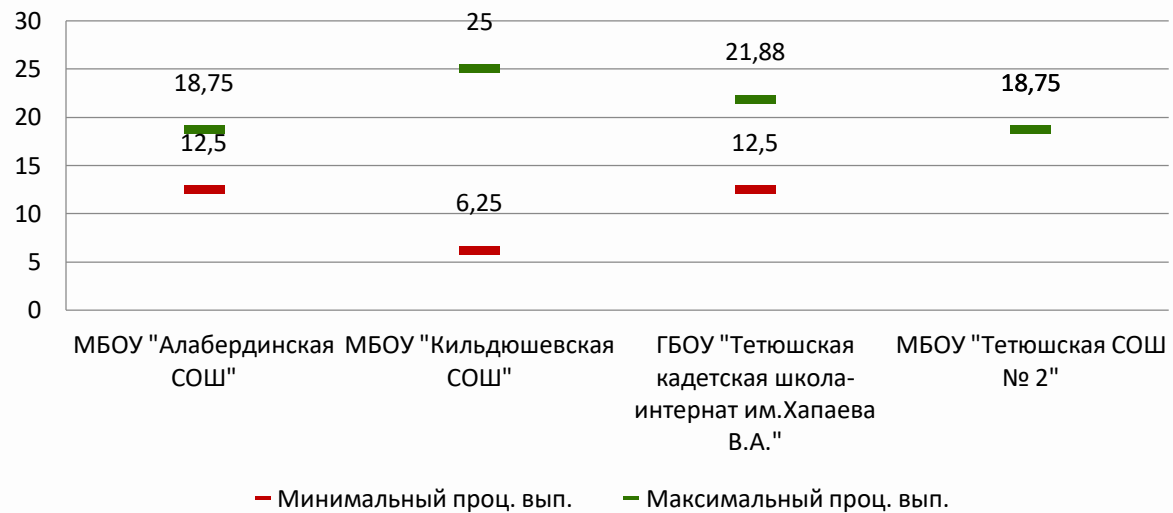 30
25
20
15
10
5
0
18,75
12,5
25
6,25
21,88
12,5
18,75
МБОУ "Алабердинская
СОШ"
МБОУ "Кильдюшевская
СОШ"
ГБОУ "Тетюшская
кадетская школа-
интернат им.Хапаева
В.А."
МБОУ "Тетюшская СОШ
№ 2"
Минимальный проц. вып.
Максимальный проц. вып.